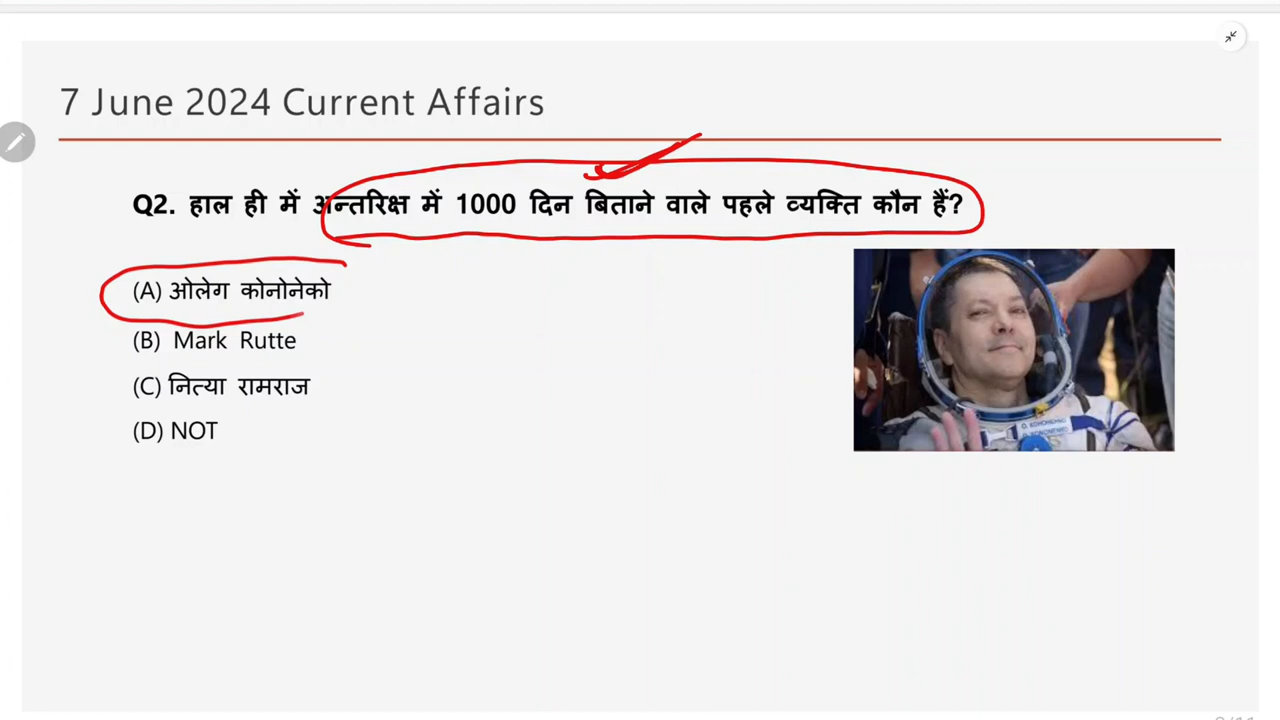 7 June 2024 Current Affairs
Q2. हाल ही में अन्तरिक्ष में 1000 दिन बिताने वाले पहले व्यक्ति कौन हैं?
(A) ओलेग कोनोनेको
(B) Mark Rutte
(C) नित्या रामराज
(D) NOT